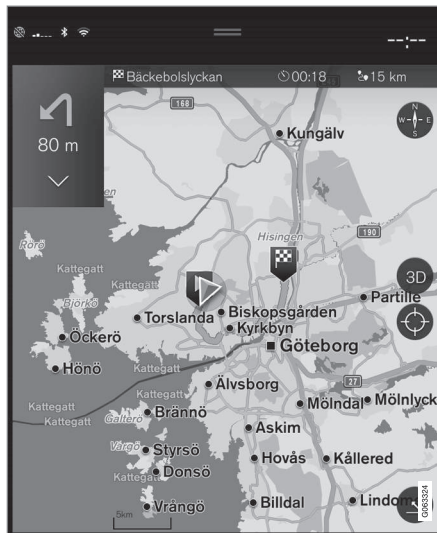 --:--
Bäckebolslyckan 00:18 15 km
80 m
168
Kungälv
W N E
S
en
190
Hisingen
Rörö
Kattegatt
Kattegatt
3D
Björkö
Partille
Torslanda
Biskopsgården
Kyrkbyn
Öckerö
Göteborg
Hönö
Kattegatt
27
Älvsborg
Mölndal
Mölnlyck
Kattegatt
Brännö
Galterö
Kattegatt
Askim
Vargö
Styrsö
Hovås
Kållered
Donsö
Kattegatt
Vrångö
Billdal
Lindom
5km
G063324